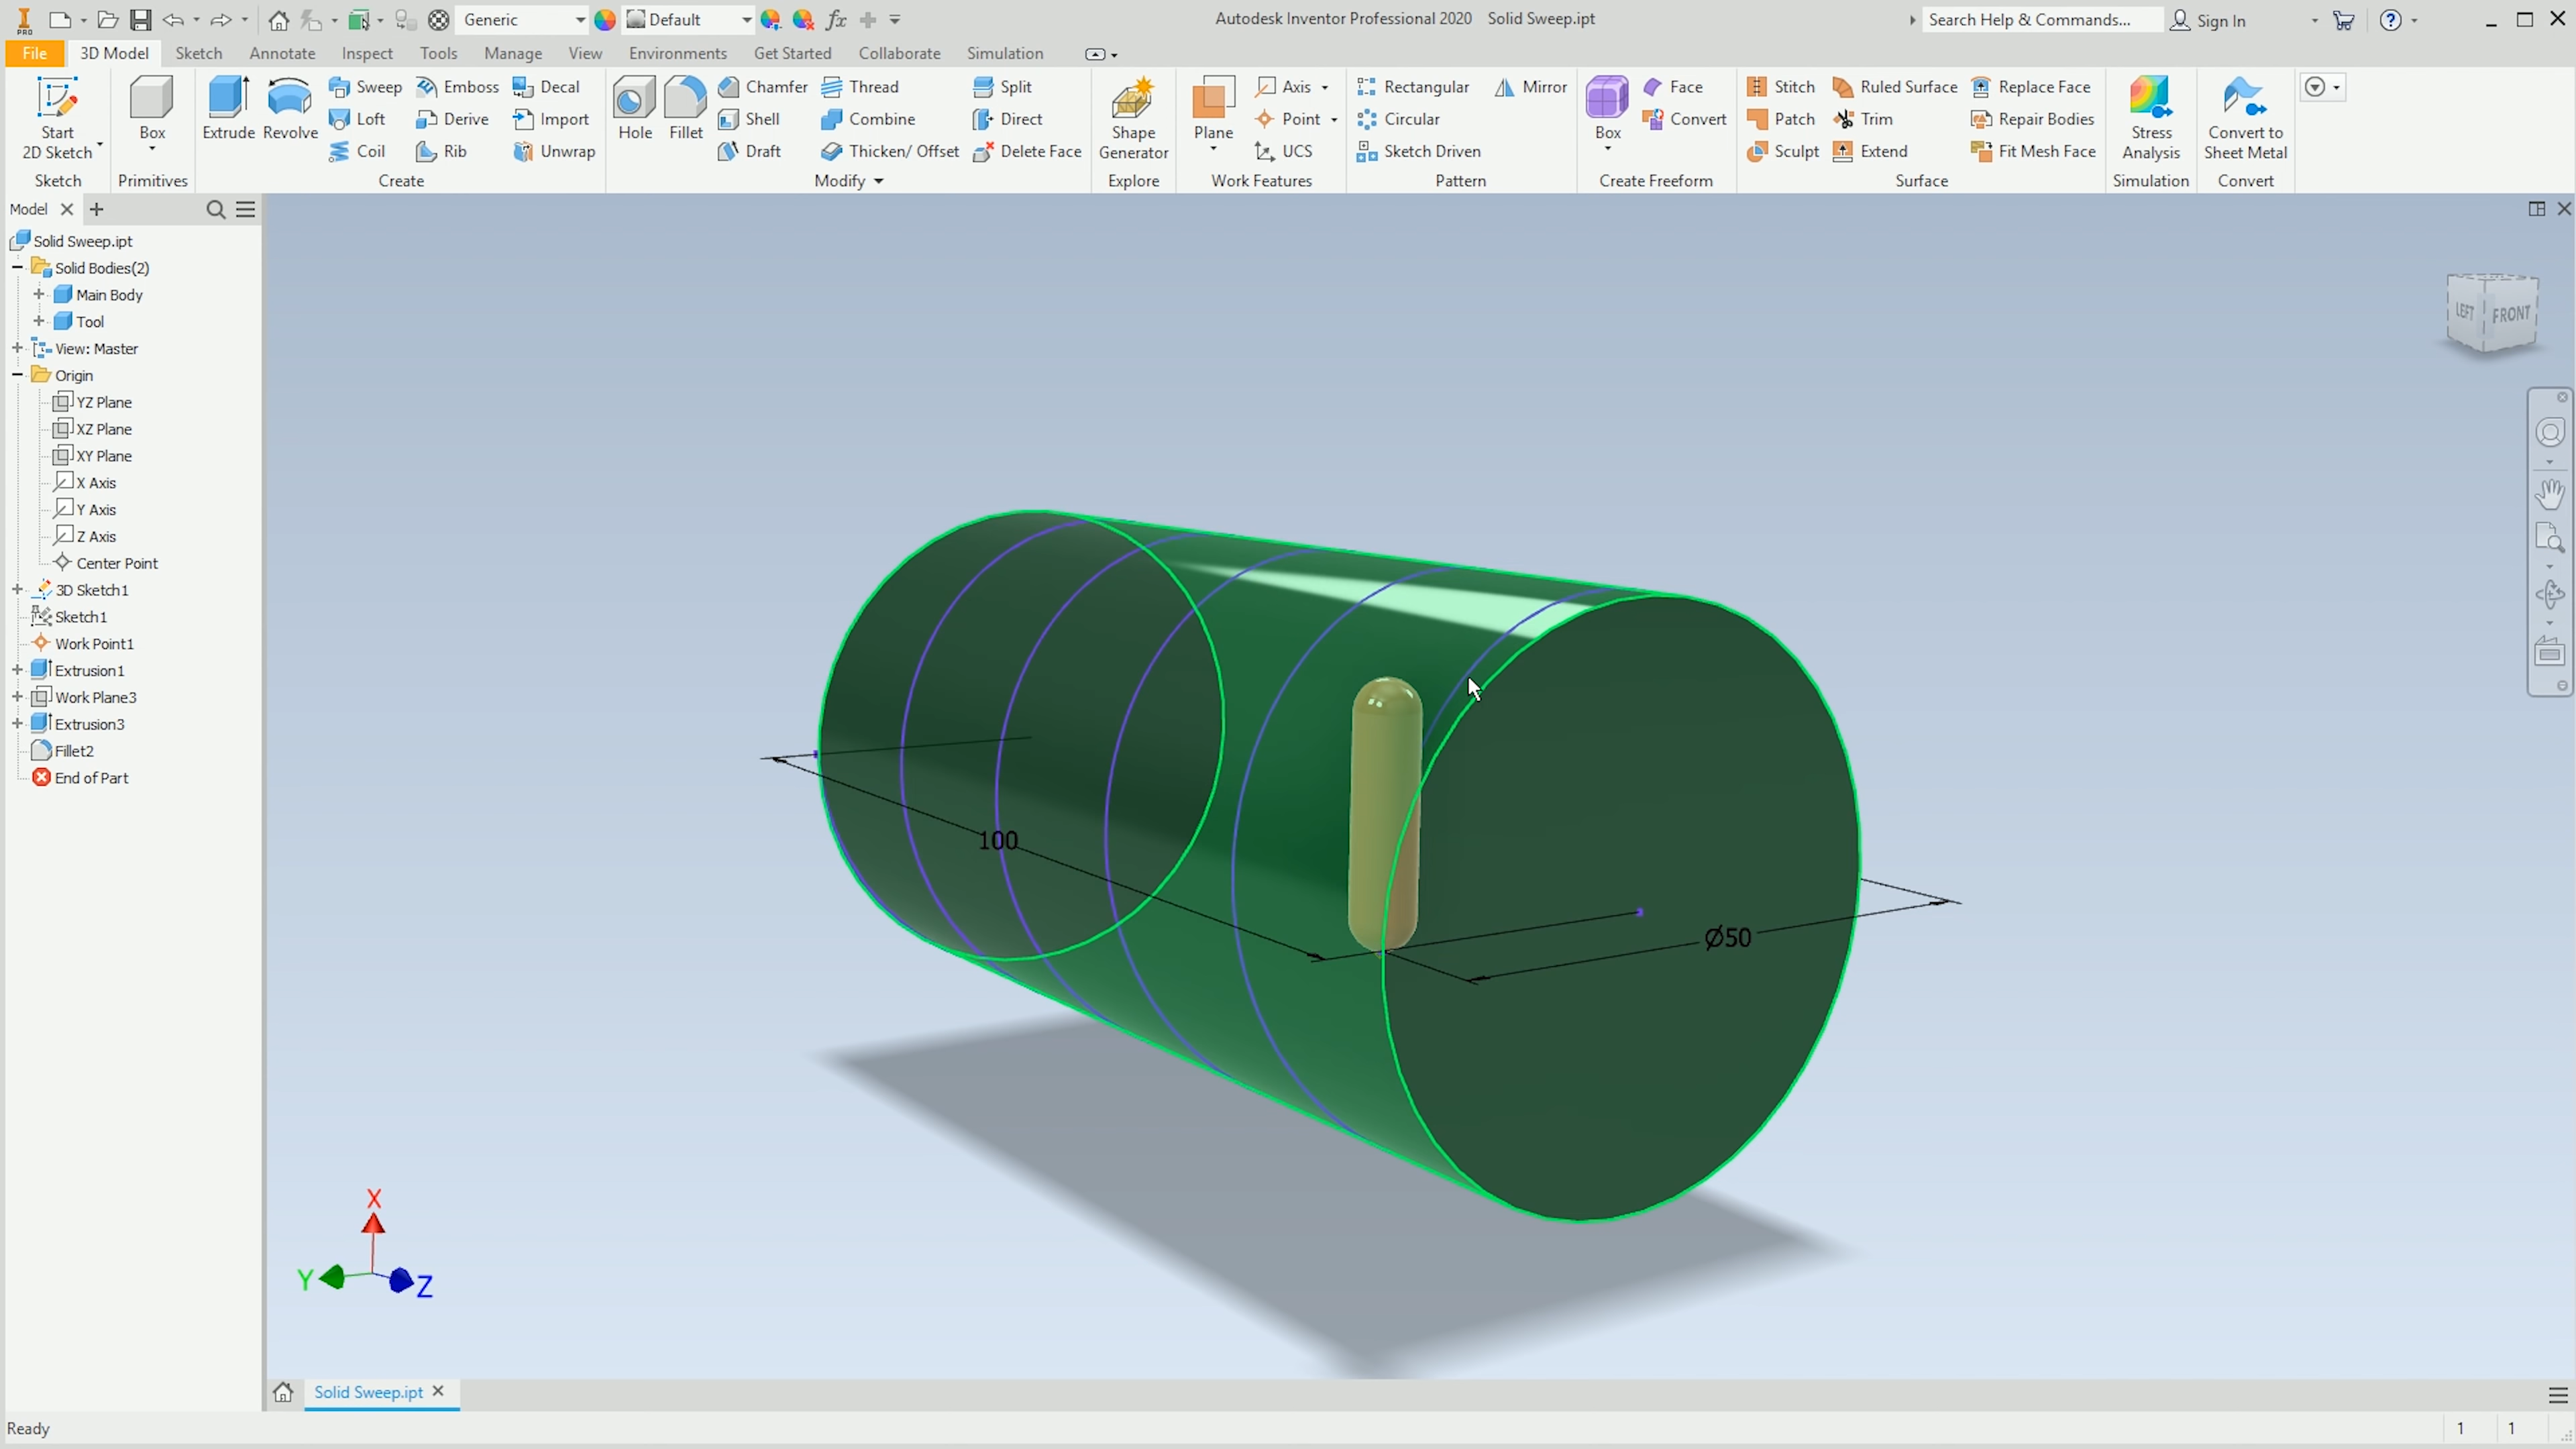 PRO
Generic
Default
fx
Autodesk Inventor Professional 2020 Solid Sweep.ipt
Search Help & Commands...
Sign In
File 3D Model Sketch Annotate Inspect Tools Manage View Environments Get Started Collaborate Simulation
Start
2D Sketch
Sketch
Box
Primitives
Extrude
Revolve
Sweep
Loft
Coil
Emboss
Derive
Rib
Decal
Import
Unwrap
Create
Hole
Fillet
Chamfer
Shell
Draft
Thread
Combine
Thicken/ Offset
Split
Direct
Delete Face
Modify
Shape
Generator
Explore
Plane
Axis
Point
UCS
Work Features
Rectangular
Circular
Sketch Driven
Mirror
Pattern
Box
Face
Convert
Create Freeform
Stitch
Patch
Sculpt
Ruled Surface
Trim
Extend
Replace Face
Repair Bodies
Fit Mesh Face
Surface
Stress
Analysis
Simulation
Convert to
Sheet Metal
Convert
Model
Solid Sweep.ipt
Solid Bodies(2)
Main Body
Tool
View: Master
Origin
YZ Plane
XZ Plane
XY Plane
X Axis
Y Axis
Z Axis
Center Point
3D Sketch1
Sketch1
Work Point1
Extrusion1
Work Plane3
Extrusion3
Fillet2
End of Part
LEFT FRONT
100
Ø50
X
Y
Z
Solid Sweep.ipt
Ready
1 1